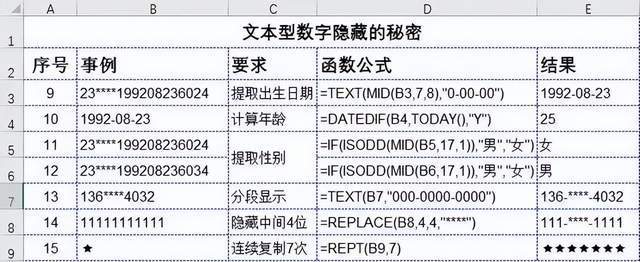 A B C D E
1 文本型数字隐藏的秘密
2 序号 事例 要求 函数公式 结果
3 9 23****199208236024 提取出生日期 =TEXT(MID(B3,7,8),"0-00-00") 1992-08-23
4 10 1992-08-23 计算年龄 =DATEDIF(B4,TODAY(),"Y") 25
5 11 23****199208236024 提取性别 =IF(ISODD(MID(B5,17,1)),"男","女") 女
6 12 23****199208236034 =IF(ISODD(MID(B6,17,1)),"男","女") 男
7 13 136****4032 分段显示 =TEXT(B7,"000-0000-0000") 136-****-4032
8 14 11111111111 隐藏中间4位 =REPLACE(B8,4,4,"****") 111-****-1111
9 15 ★ 连续复制7次 =REPT(B9,7) ★★★★★★★